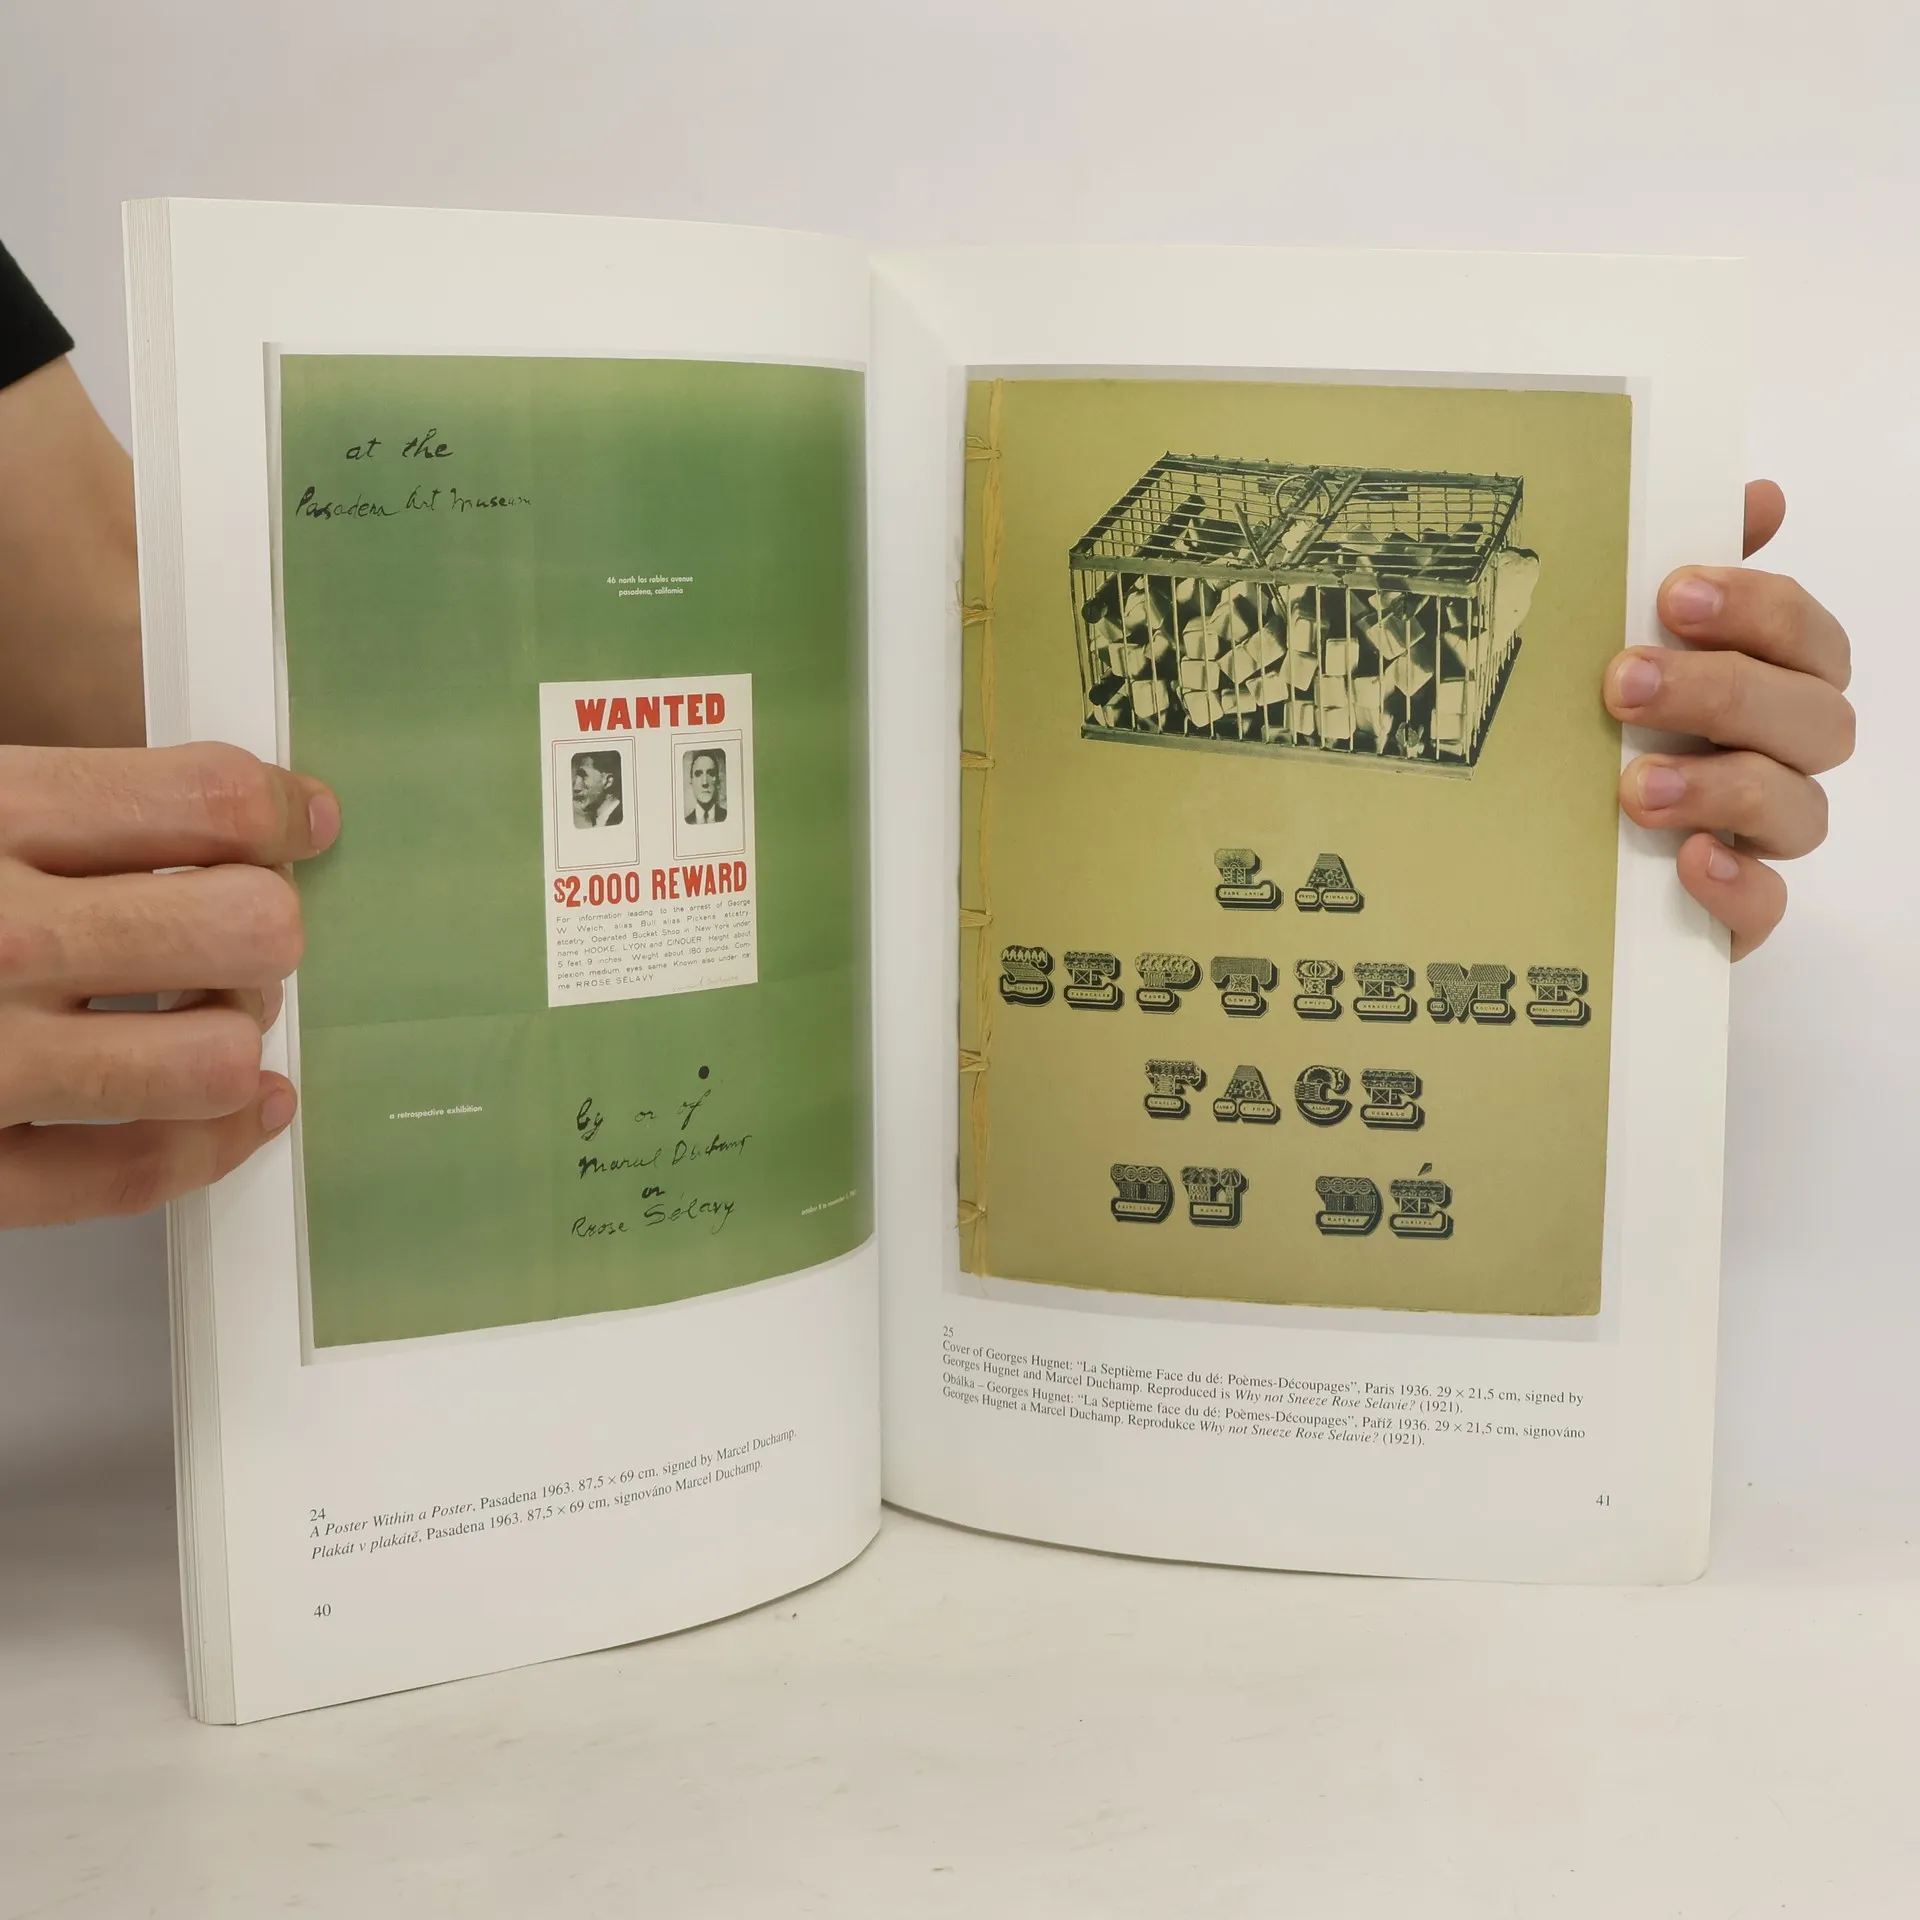 at the
Pasadena Art Museum
46 north los robles avenue
pasadena, california
WANTED
$2,000 REWARD
For information leading to the arrest of George
W. Welch, alias Bull alias Pickens etcetry,
etcetry. Operated Bucket Shop in New York under
name HOOKE, LYON and CINQUER Height about
5 feet 9 inches. Weight about 180 pounds. Com-
plexion medium, eyes same. Known also under na-
me RROSE SÉLAVY
a retrospective exhibition
by or of
Marcel Duchamp
or
Rrose Sélavy
24
A Poster Within a Poster, Pasadena 1963. 87,5 × 69 cm. signed by Marcel Duchamp.
Plakát v plakátě, Pasadena 1963. 87,5 × 69 cm, signováno Marcel Duchamp.
40
LA
SEPTIEME
FACE
DU DÉ
25
Cover of Georges Hugnet: “La Septième Face du dé: Poèmes-Découpages”, Paris 1936. 29 × 21,5 cm, signed by
Georges Hugnet and Marcel Duchamp. Reproduced is Why not Sneeze Rose Selavie? (1921).
Obálka – Georges Hugnet: “La Septième face du dé: Poèmes-Découpages”, Paříž 1936. 29 × 21,5 cm, signováno
Georges Hugnet a Marcel Duchamp. Reprodukce Why not Sneeze Rose Selavie? (1921).
41